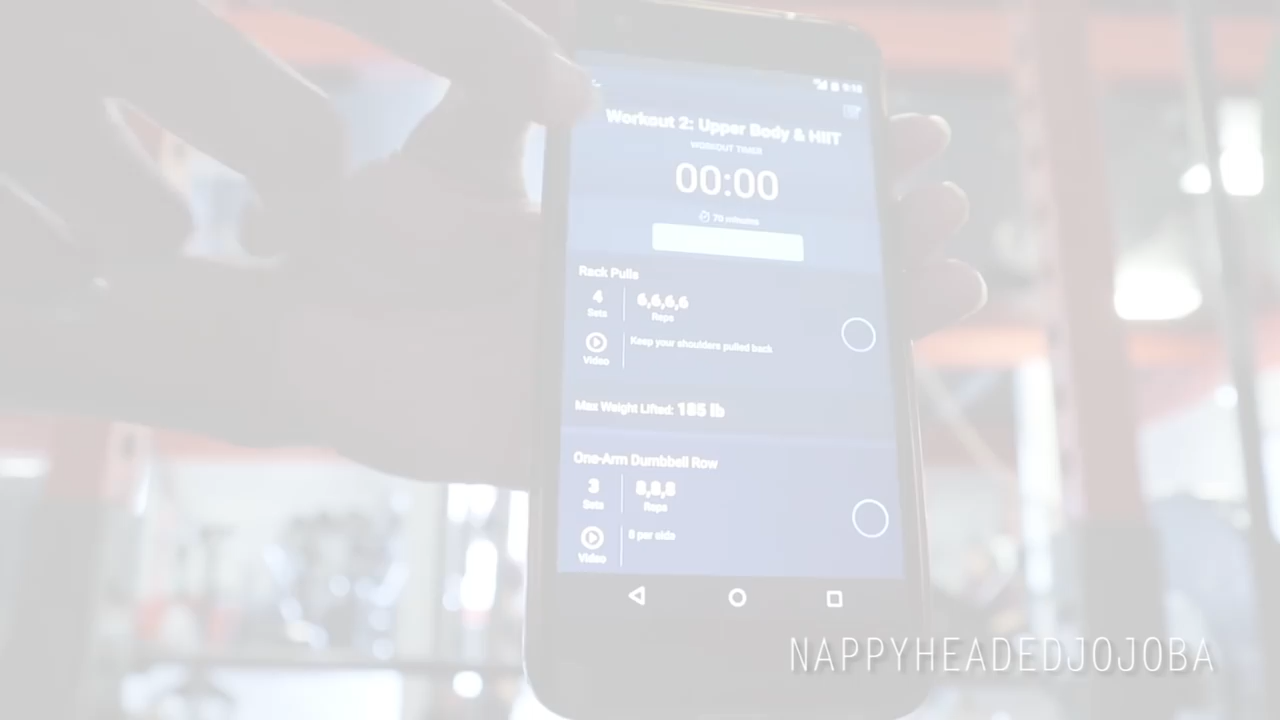 9:18
Workout 2: Upper Body & HIIT
WORKOUT TIMER
00:00
70 minutes
Rack Pulls
4 6,6,6,6
Sets Reps
Keep your shoulders pulled back
Video
Max Weight Lifted: 185 lb
One-Arm Dumbbell Row
3 8,8,8
Sets Reps
8 per side
Video
NAPPYHEADEDJOJOBA